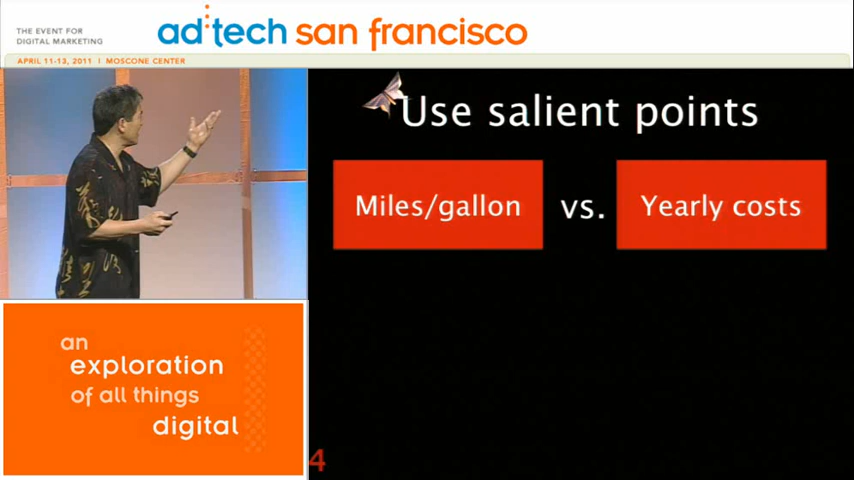 THE EVENT FOR
DIGITAL MARKETING
ad:tech san francisco
APRIL 11-13, 2011 | MOSCONE CENTER
Use salient points
Miles/gallon vs. Yearly costs
an
exploration
of all things
digital
4